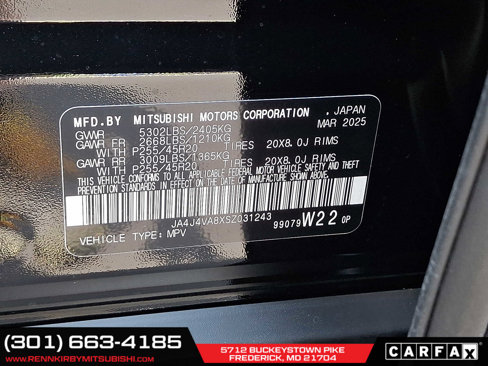 MFD.BY MITSUBISHI MOTORS CORPORATION , JAPAN
MAR 2025
GVWR 5302LBS/2405KG
GAWR FR 2668LBS/1210KG
WITH P255/45R20 TIRES 20X8.0J RIMS
GAWR RR 3009LBS/1365KG
WITH P255/45R20 TIRES 20X8.0J RIMS
THIS VEHICLE CONFORMS TO ALL APPLICABLE FEDERAL MOTOR VEHICLE SAFETY AND THEFT
PREVENTION STANDARDS IN EFFECT ON THE DATE OF MANUFACTURE SHOWN ABOVE.
JA4J4VA8XSZ031243
99079 W22 0P
VEHICLE TYPE: MPV
(301) 663-4185
WWW.RENNKIRBYMITSUBISHI.COM
5712 BUCKEYSTOWN PIKE
FREDERICK, MD 21704
CARFAX